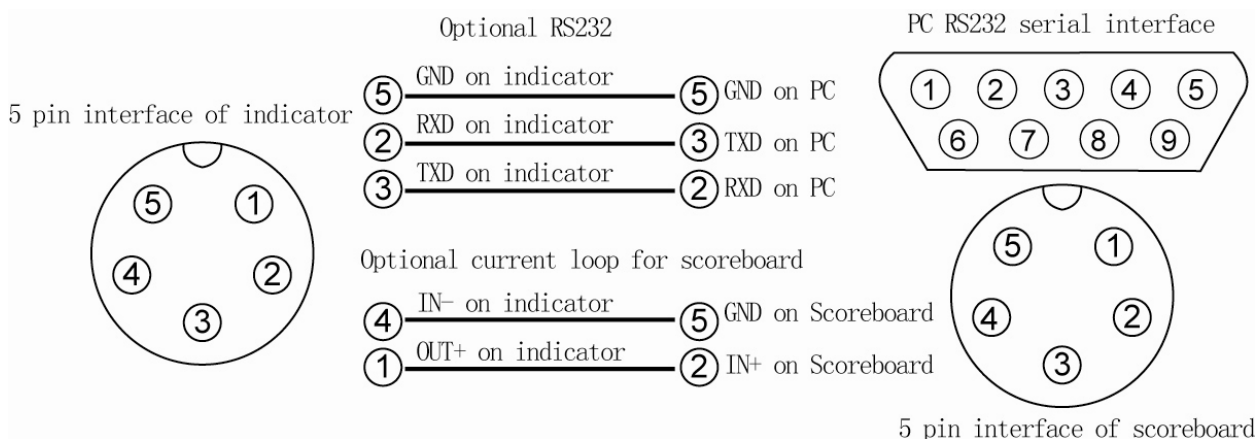 Optional RS232
PC RS232 serial interface
5 pin interface of indicator
5 GND on indicator 5 GND on PC
2 RXD on indicator 3 TXD on PC
3 TXD on indicator 2 RXD on PC
1 2 3 4 5
6 7 8 9
5 1
4 2
3
Optional current loop for scoreboard
4 IN- on indicator 5 GND on Scoreboard
1 OUT+ on indicator 2 IN+ on Scoreboard
5 1
4 2
3
5 pin interface of scoreboard